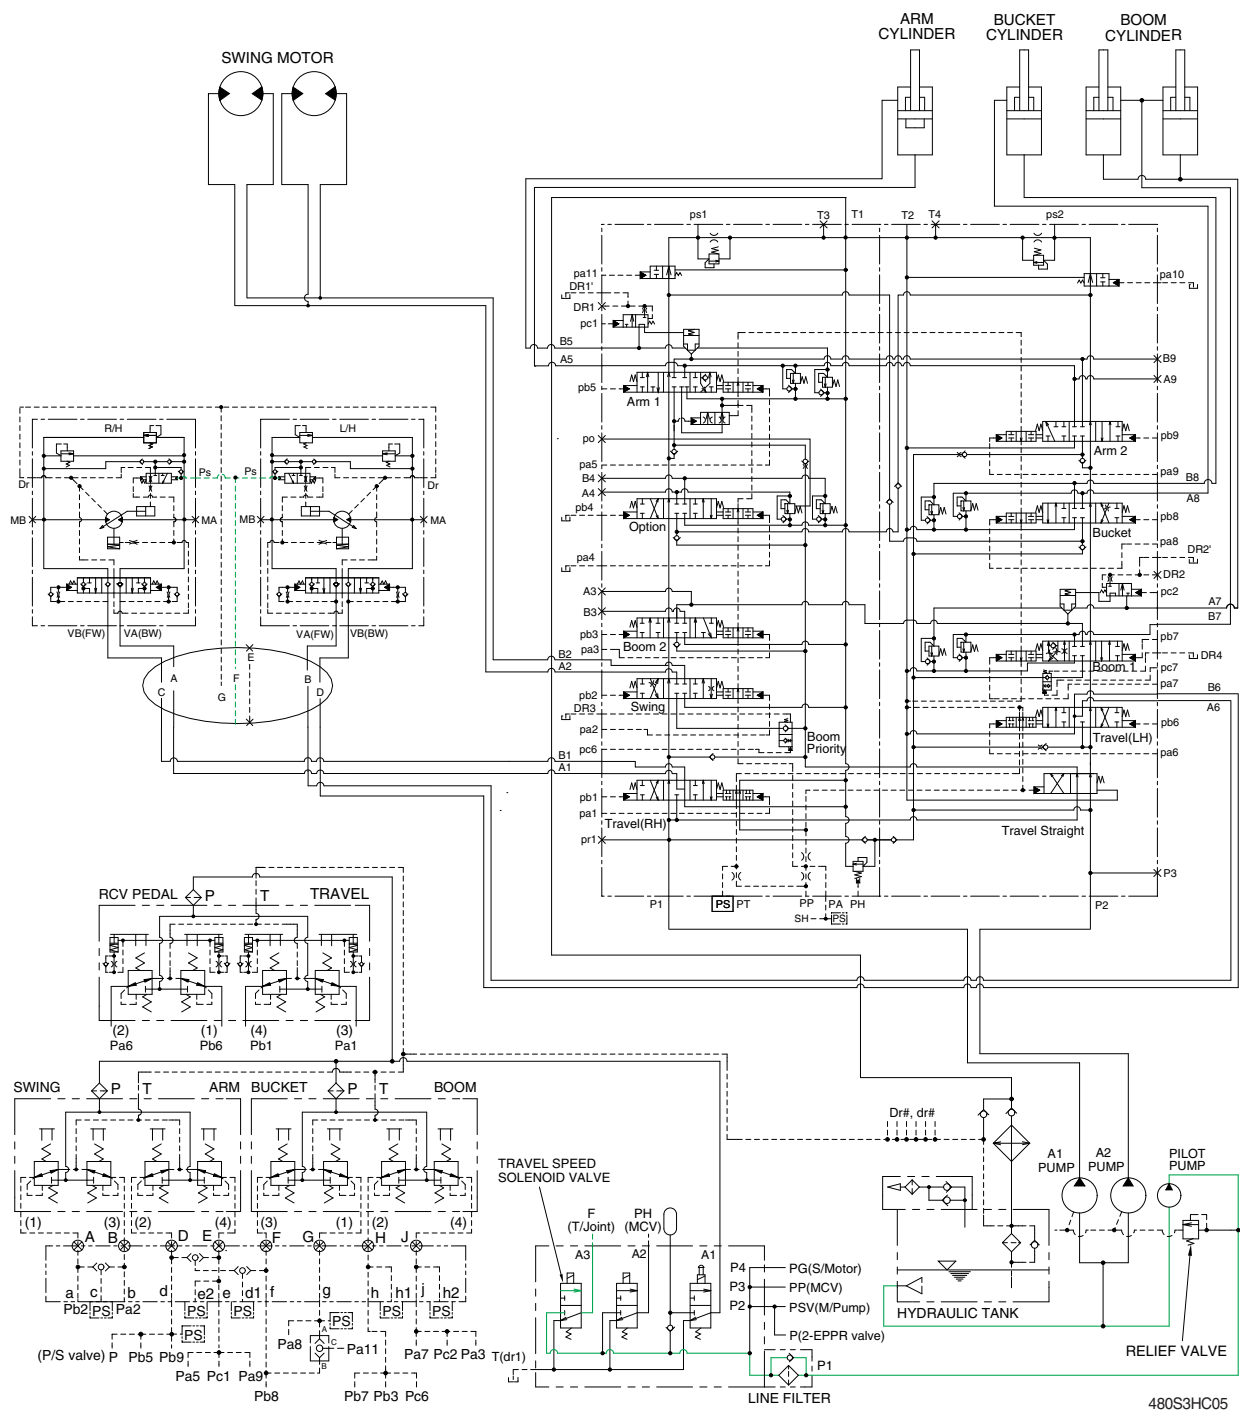 ARM
CYLINDER
BUCKET
CYLINDER
BOOM
CYLINDER
SWING MOTOR
ps1
T3
T1
T2
T4
ps2
pa11
pa10
DR1'
DR1
pc1
B5
A5
B9
A9
pb5
Arm 1
R/H
L/H
po
pb9
Arm 2
pa5
pa9
Dr
Ps
Ps
Dr
B4
B8
A4
A8
pb4
Option
pb8
Bucket
MB
MA
MB
MA
pa8
DR2'
pa4
DR2
A3
pc2
B3
A7
B7
VB(FW)
VA(BW)
VA(FW)
VB(BW)
pb3
pa3
Boom 2
pb7
DR4
Boom 1
pc7
E
B2
A2
pa7
A
F
B
pb2
B6
C
G
D
Swing
A6
DR3
pb6
pa2
Boom
Priority
Travel(LH)
pc6
pa6
B1
A1
pb1
pa1
Travel(RH)
Travel Straight
pr1
P3
RCV PEDAL
P
T
TRAVEL
P1
PS
PT
PP
PA
PH
P2
SH
PS
(2)
(1)
(4)
(3)
Pa6
Pb6
Pb1
Pa1
SWING
P
T
ARM
BUCKET
P
T
BOOM
Dr#, dr#
A1
PUMP
A2
PUMP
PILOT
PUMP
TRAVEL SPEED
SOLENOID VALVE
F
(T/Joint)
PH
(MCV)
(1)
(3)
(2)
(4)
(3)
(1)
(2)
(4)
A
B
D
E
F
G
H
J
A3
A2
A1
P4
PG(S/Motor)
P3
PP(MCV)
P2
PSV(M/Pump)
P(2-EPPR valve)
HYDRAULIC TANK
RELIEF VALVE
a
c
b
d
e2
e
d1
f
g
h
h1
j
h2
Pb2
PS
Pa2
PS
PS
PS
PS
PS
PS
A
C
B
(P/S valve)
P
Pb5
Pb9
Pa8
Pa11
Pa7
Pc2
Pa3
Pa5
Pc1
Pa9
Pb8
Pb7
Pb3
Pc6
T(dr1)
P1
LINE FILTER
480S3HC05